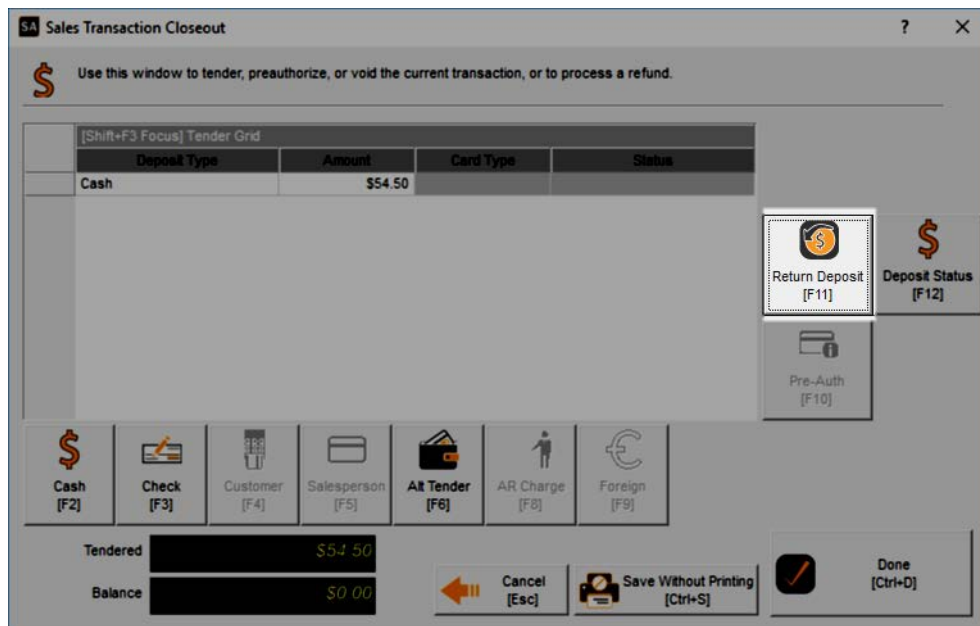 SA Sales Transaction Closeout ? X
$ Use this window to tender, preauthorize, or void the current transaction, or to process a refund.
[Shift+F3 Focus] Tender Grid
Deposit Type Amount Card Type Status
Cash $54.50
$ $
Return Deposit Deposit Status
[F11] [F12]
Pre-Auth
[F10]
$ €
Cash Check Customer Salesperson Alt Tender AR Charge Foreign
[F2] [F3] [F4] [F5] [F6] [F8] [F9]
Tendered $54.50
Balance $0.00
Cancel Save Without Printing Done
[Esc] [Ctrl+S] [Ctrl+D]